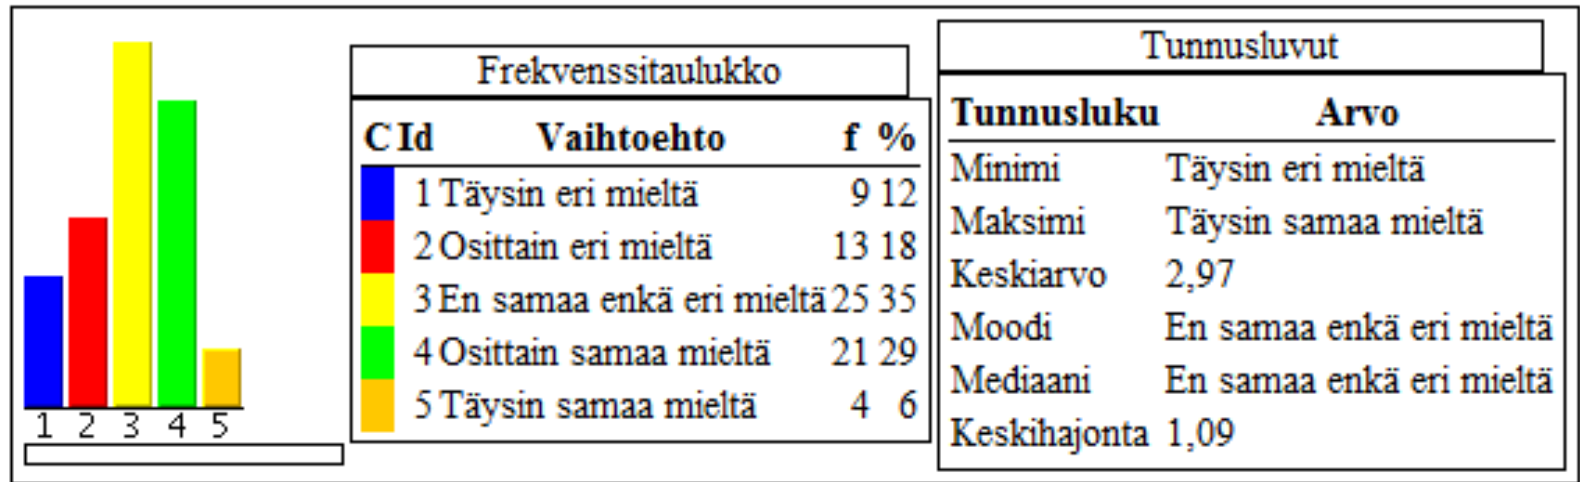 1 2 3 4 5
Frekvenssitaulukko
C Id Vaihtoehto f %
1 Täysin eri mieltä 9 12
2 Osittain eri mieltä 13 18
3 En samaa enkä eri mieltä 25 35
4 Osittain samaa mieltä 21 29
5 Täysin samaa mieltä 4 6
Tunnusluvut
Tunnusluku Arvo
Minimi Täysin eri mieltä
Maksimi Täysin samaa mieltä
Keskiarvo 2,97
Moodi En samaa enkä eri mieltä
Mediaani En samaa enkä eri mieltä
Keskihajonta 1,09